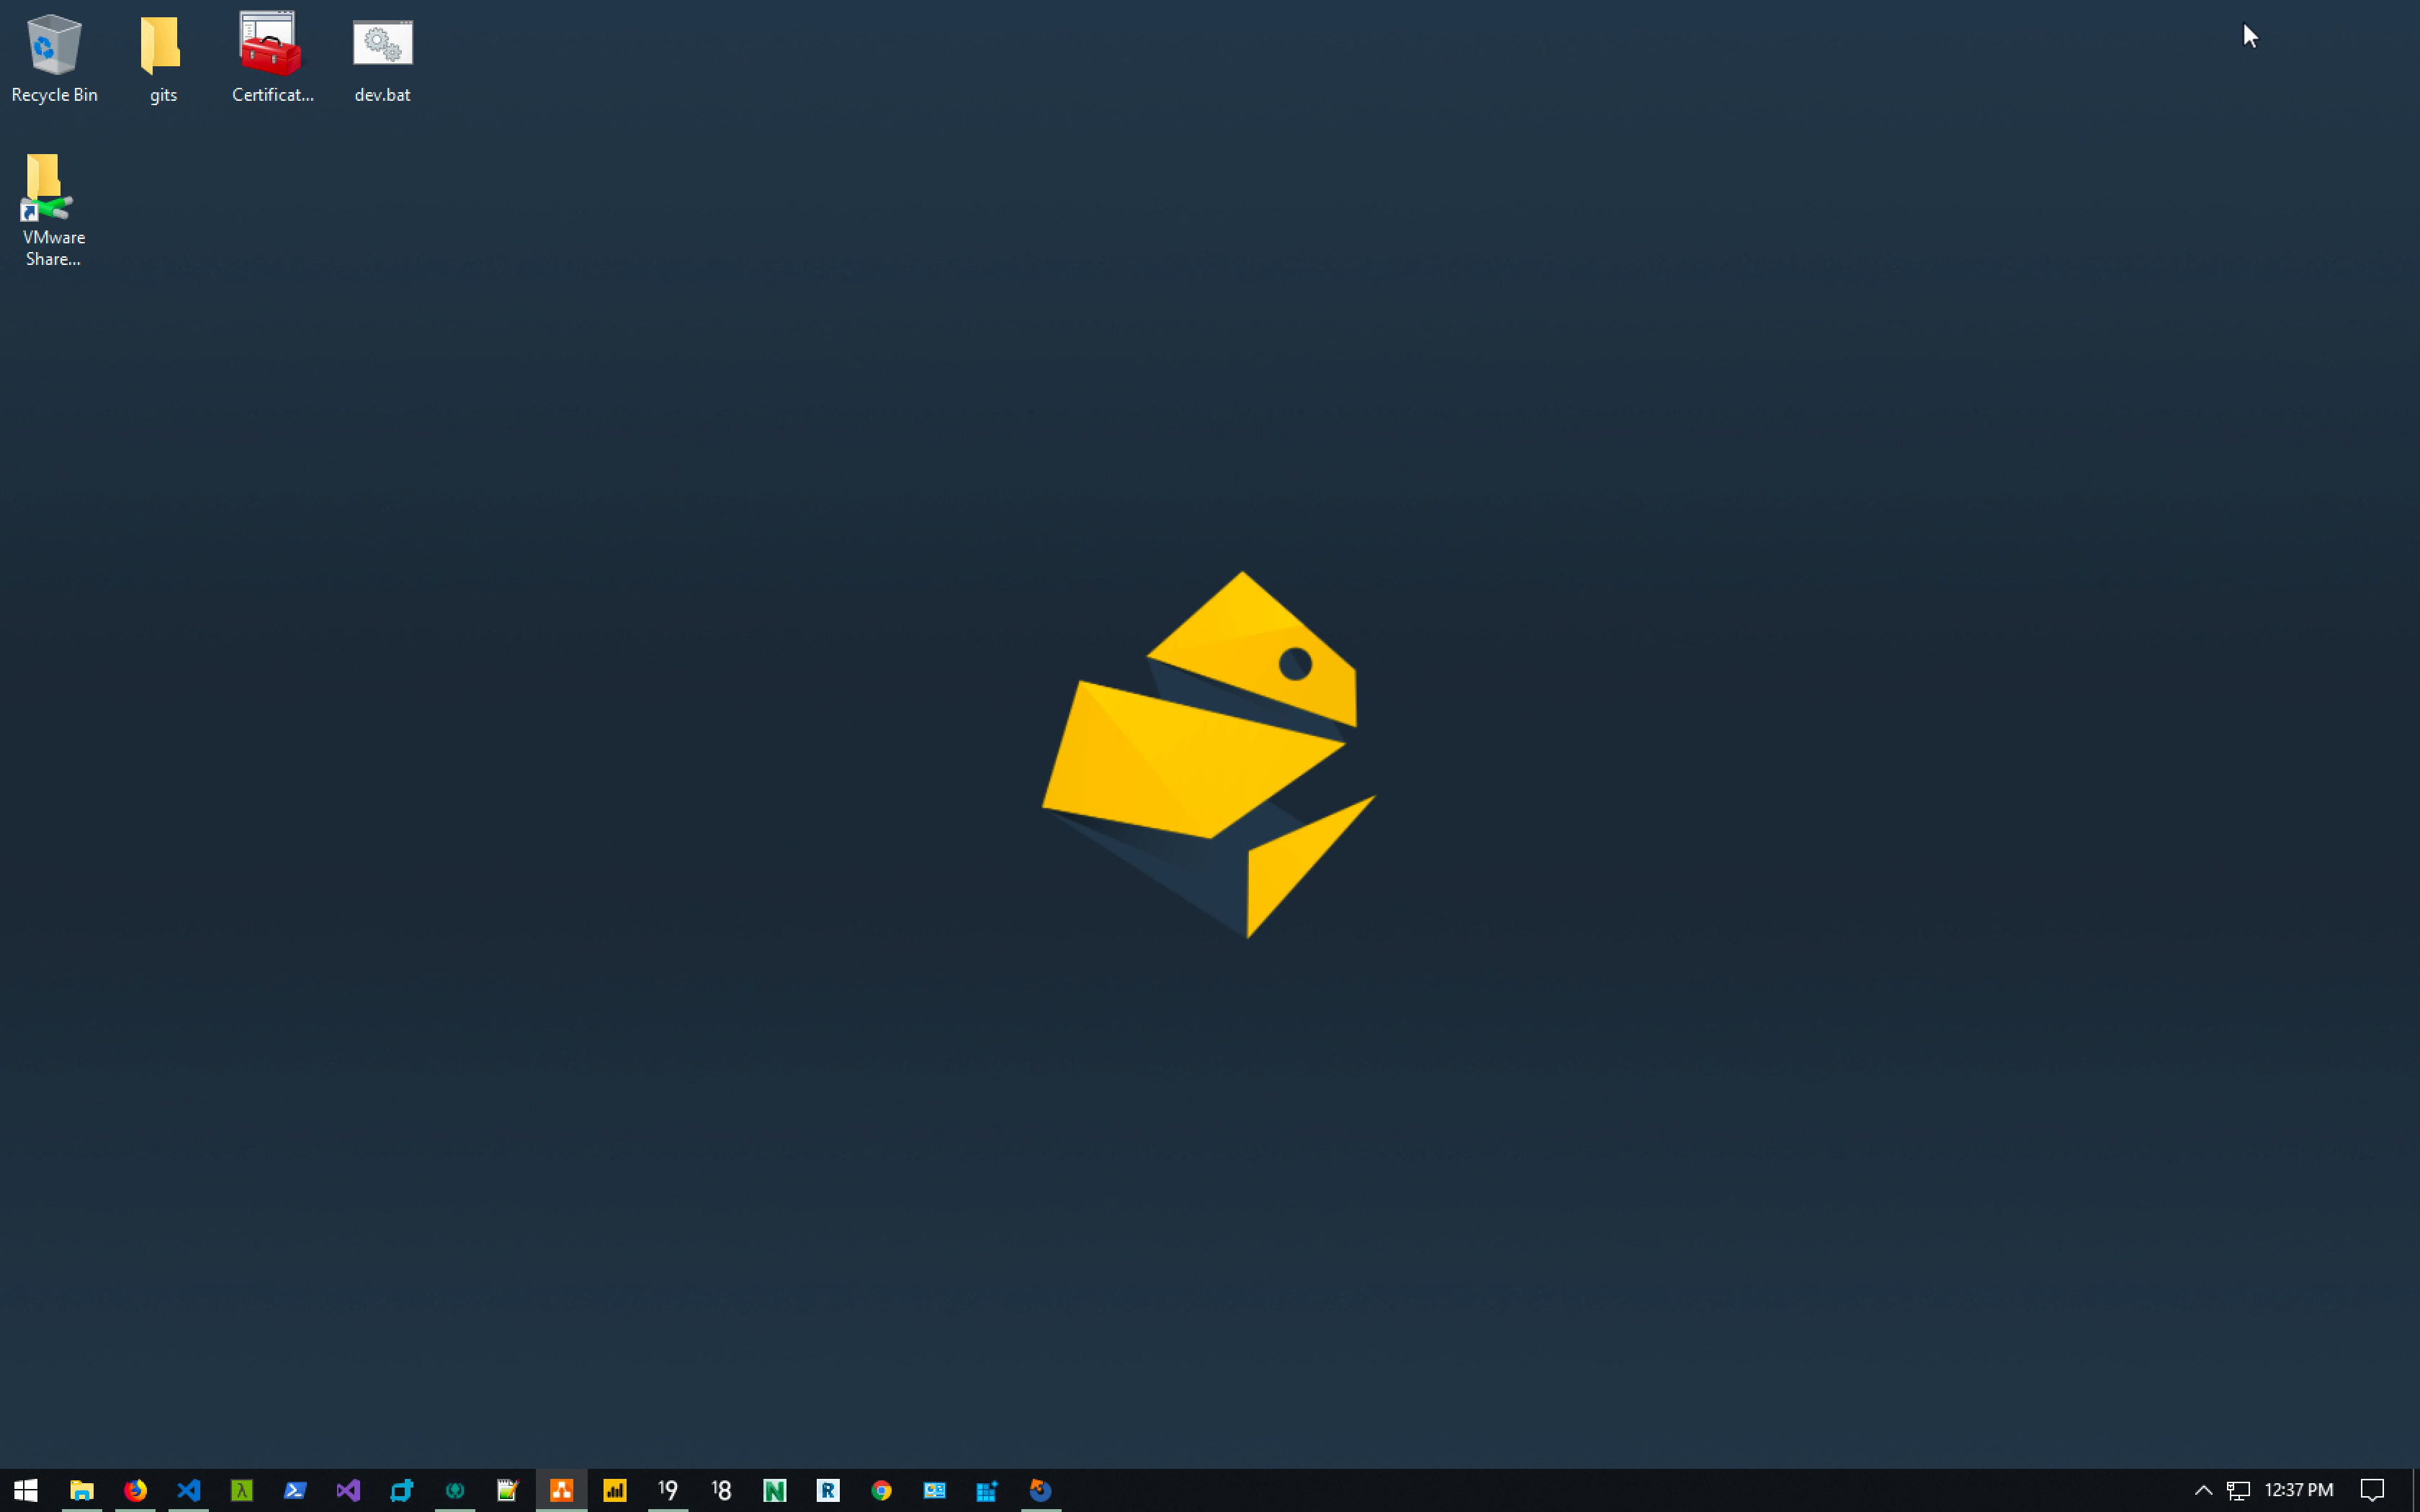 Recycle Bin
gits
Certificat...
dev.bat
VMware
Share...
19
18
N
R
12:37 PM